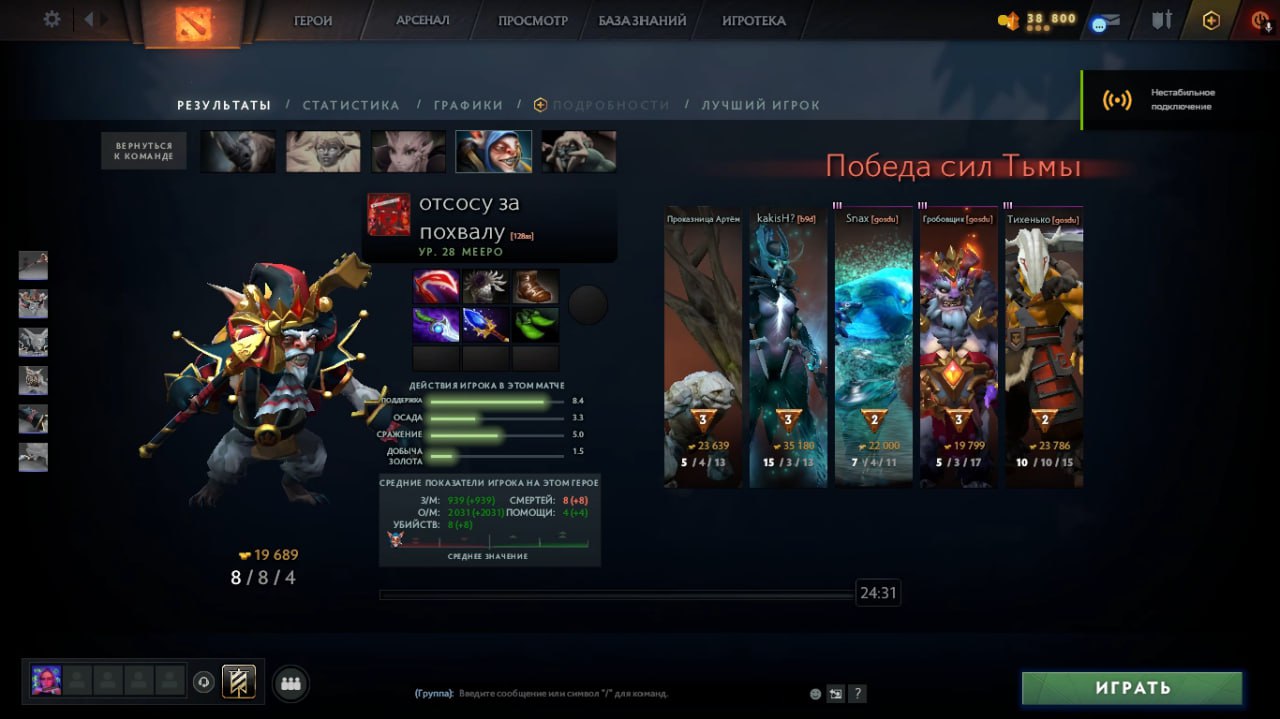 ГЕРОИ
АРСЕНАЛ
ПРОСМОТР
БАЗА ЗНАНИЙ
ИГРОТЕКА
38 800
РЕЗУЛЬТАТЫ / СТАТИСТИКА / ГРАФИКИ / ПОДРОБНОСТИ / ЛУЧШИЙ ИГРОК
Нестабильное
подключение
ВЕРНУТЬСЯ
К КОМАНДЕ
Победа сил Тьмы
отсосу за
похвалу [128ss]
УР. 28 МЕЕРО
Проказница Артём
kakisH? [b9d]
Snax [gosdu]
Гробовщик [gosdu]
Тихенько [gosdu]
ДЕЙСТВИЯ ИГРОКА В ЭТОМ МАТЧЕ
ПОДДЕРЖКА 8.4
ОСАДА 3.3
СРАЖЕНИЕ 5.0
ДОБЫЧА
ЗОЛОТА 1.5
3 3 2 3 2
23 639 35 180 22 000 19 799 23 786
5 / 4 / 13 15 / 3 / 13 7 / 4 / 11 5 / 3 / 17 10 / 10 / 15
СРЕДНИЕ ПОКАЗАТЕЛИ ИГРОКА НА ЭТОМ ГЕРОЕ
З/М: 939 (+939) СМЕРТЕЙ: 8 (+8)
О/М: 2031 (+2031) ПОМОЩИ: 4 (+4)
УБИЙСТВ: 8 (+8)
СРЕДНЕЕ ЗНАЧЕНИЕ
19 689
8 / 8 / 4
24:31
(Группа): Введите сообщение или символ "/" для команд.
?
ИГРАТЬ